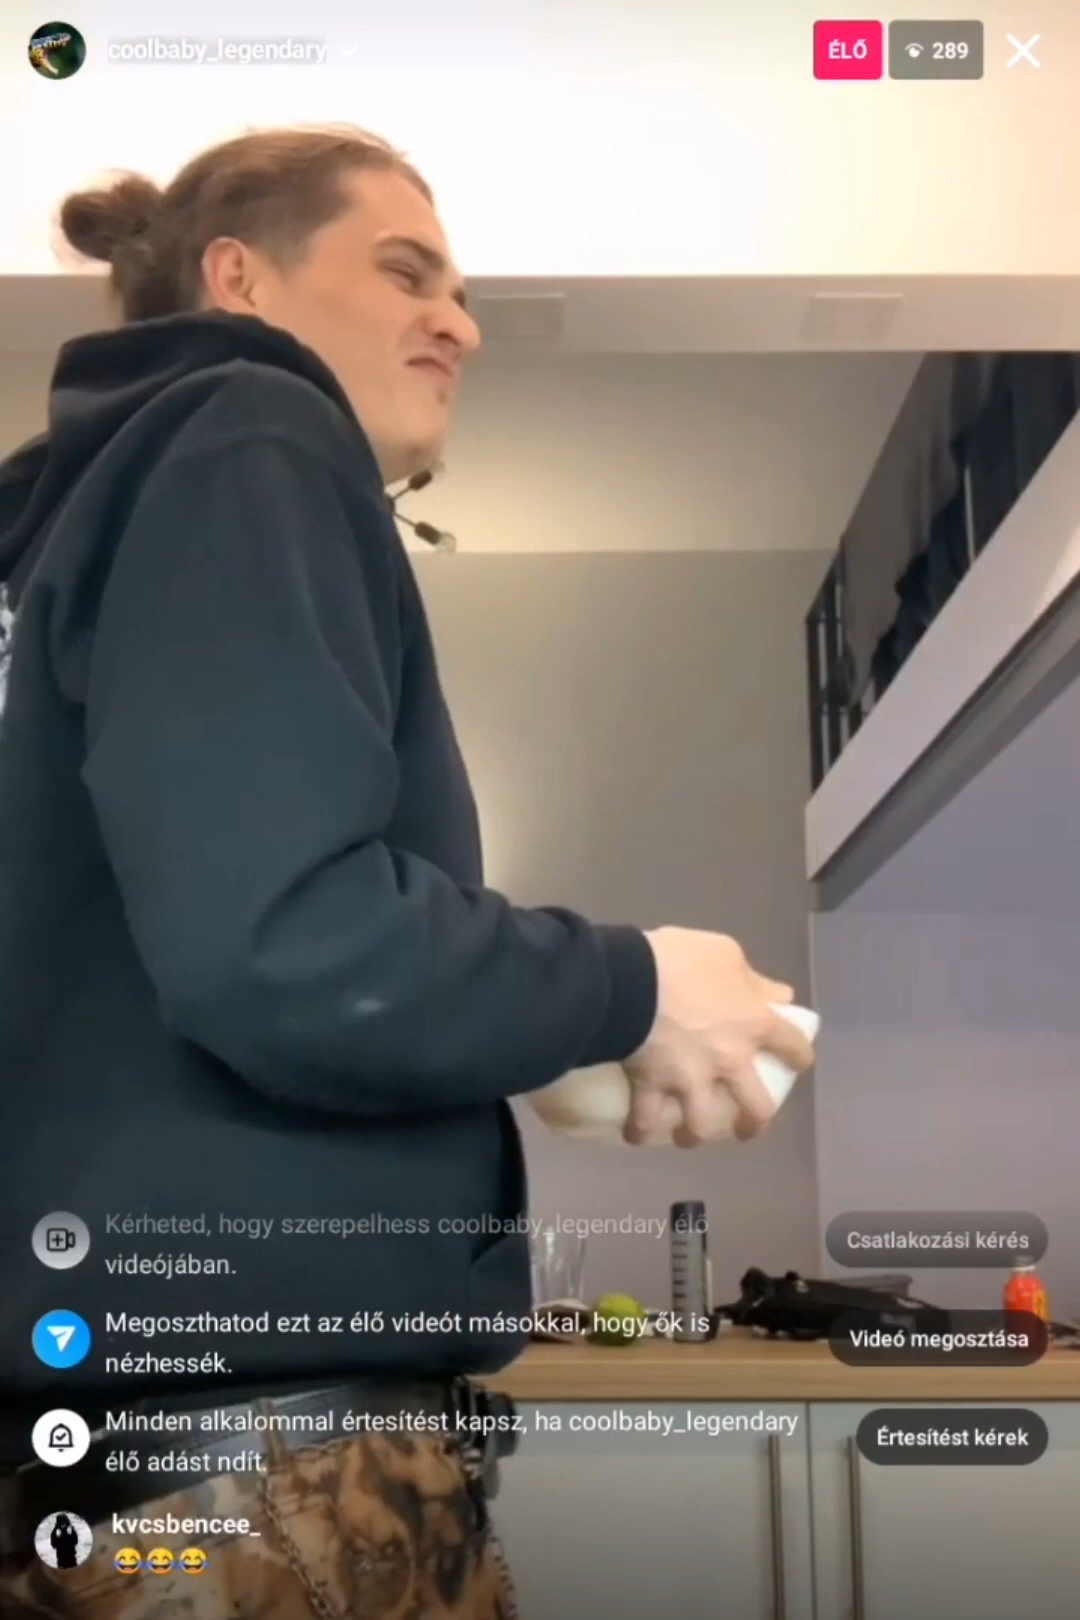 coolbaby_legendary
ÉLŐ
289
Kérheted, hogy szerepelhess coolbaby_legendary élő
videójában.
Csatlakozási kérés
Megoszthatod ezt az élő videót másokkal, hogy ők is
nézhessék.
Videó megosztása
Minden alkalommal értesítést kapsz, ha coolbaby_legendary
élő adást ndít.
Értesítést kérek
kvcsbencee_
😂😂😂